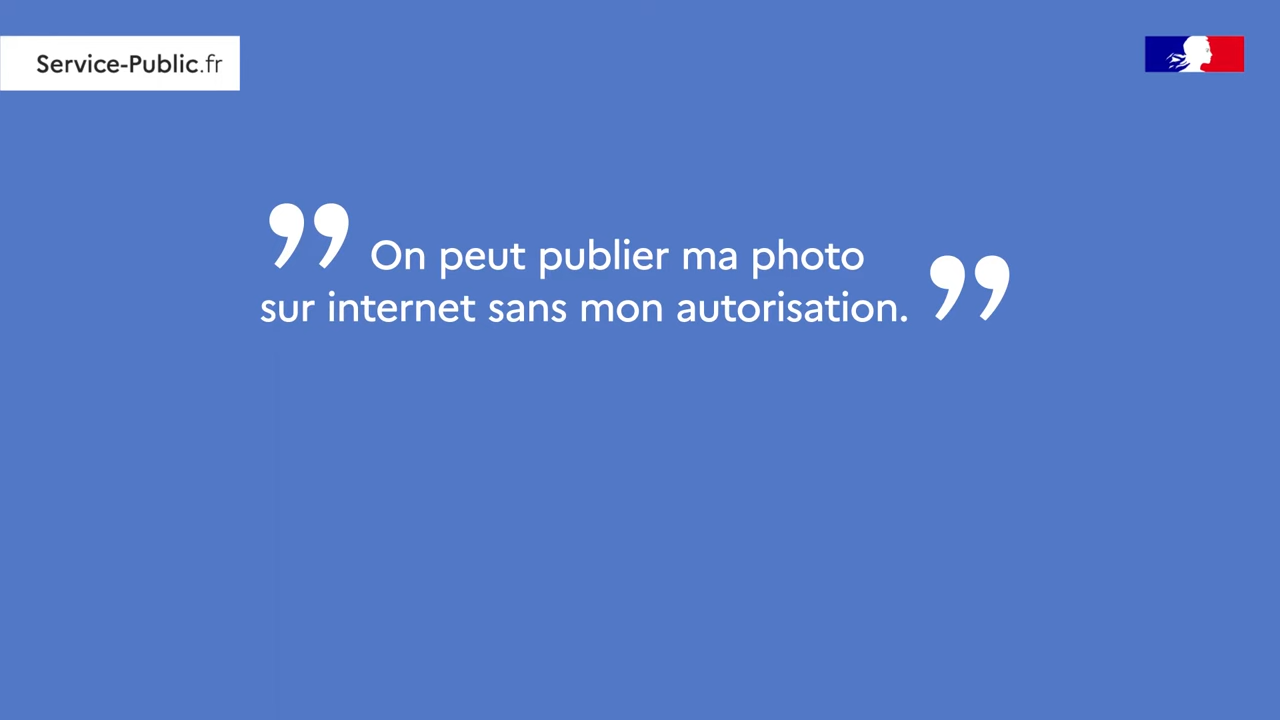 Service-Public.fr
” On peut publier ma photo
sur internet sans mon autorisation. ”